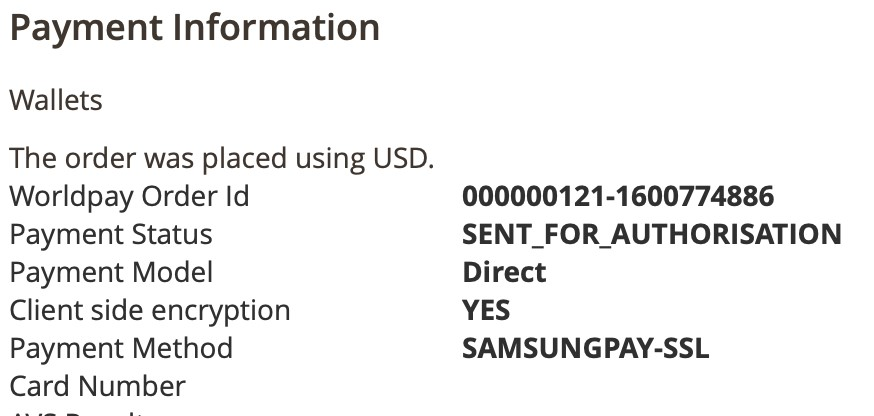 Payment Information
Wallets
The order was placed using USD.
Worldpay Order Id 000000121-1600774886
Payment Status SENT_FOR_AUTHORISATION
Payment Model Direct
Client side encryption YES
Payment Method SAMSUNGPAY-SSL
Card Number